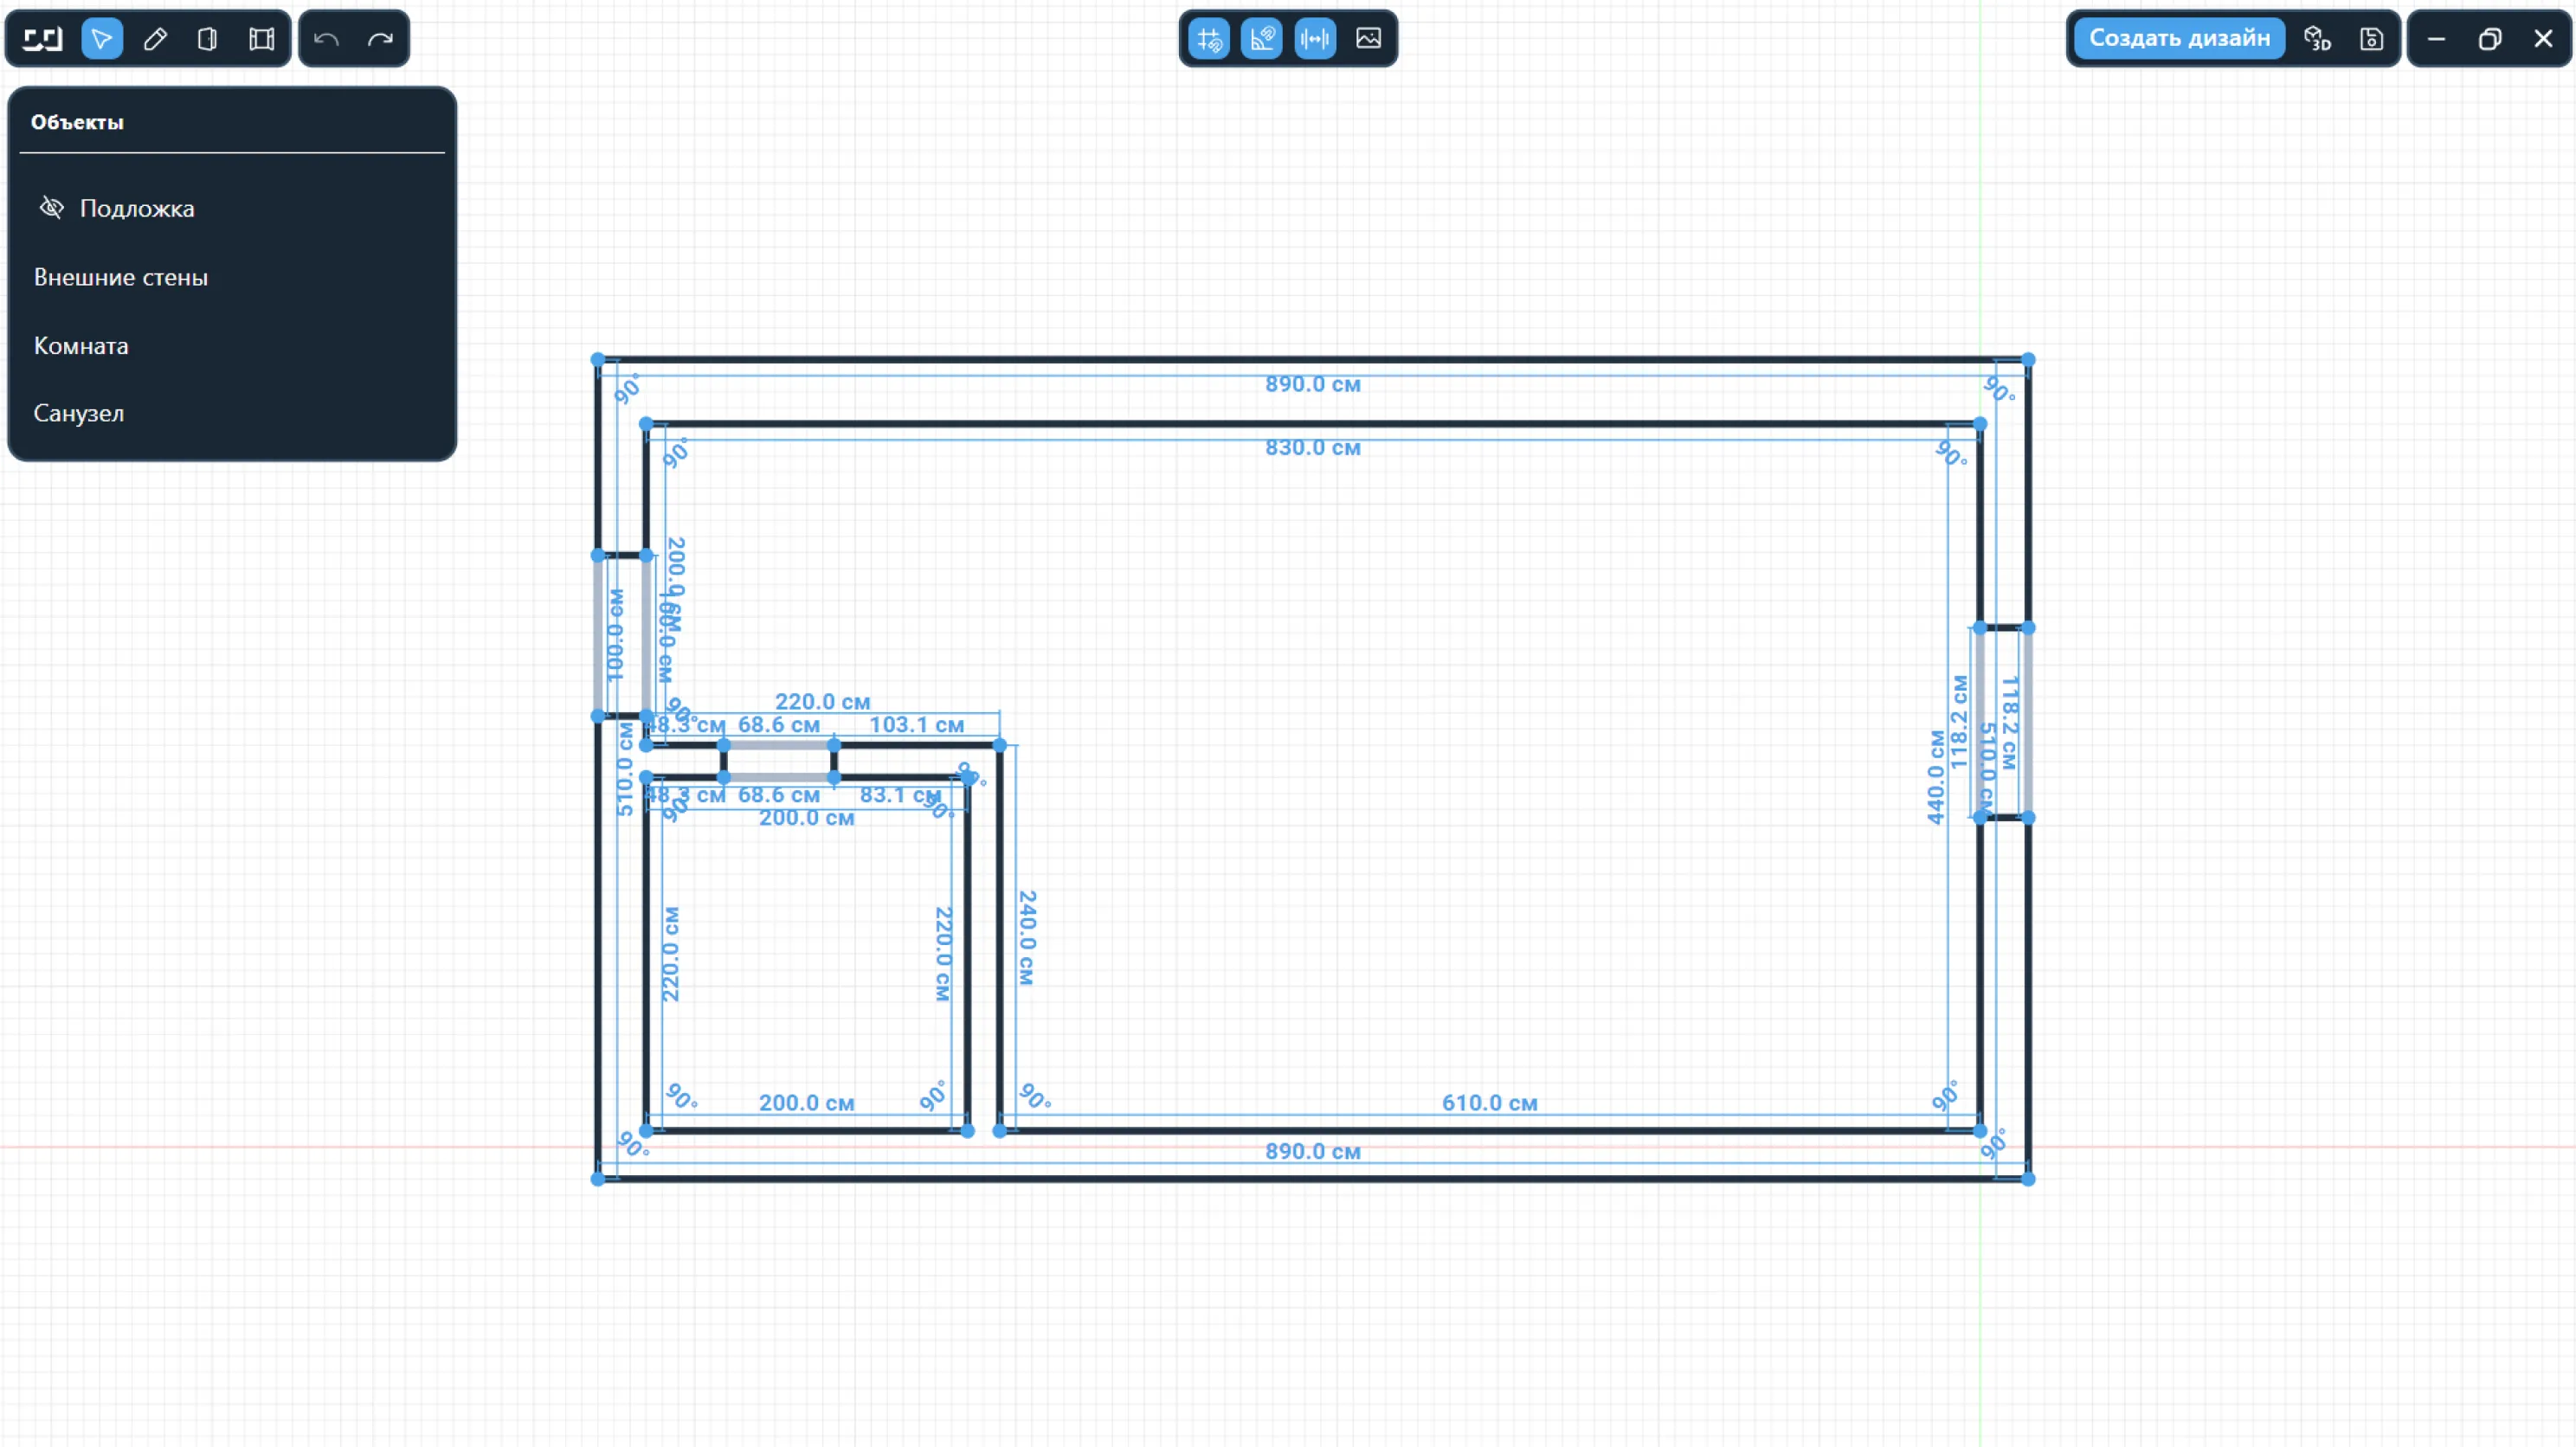 Создать дизайн
3D
Объекты
Подложка
Внешние стены
Комната
Санузел
890.0 см
90°
90°
830.0 см
90°
90°
200.0 см
100.0 см
100.0 см
90°
220.0 см
48.3 см 68.6 см 103.1 см
118.2 см
118.2 см
510.0 см
510.0 см
440.0 см
90°
48.3 см 68.6 см 83.1 см
90°
90°
200.0 см
220.0 см
220.0 см
240.0 см
90°
200.0 см
90°
90°
610.0 см
90°
90°
890.0 см
90°